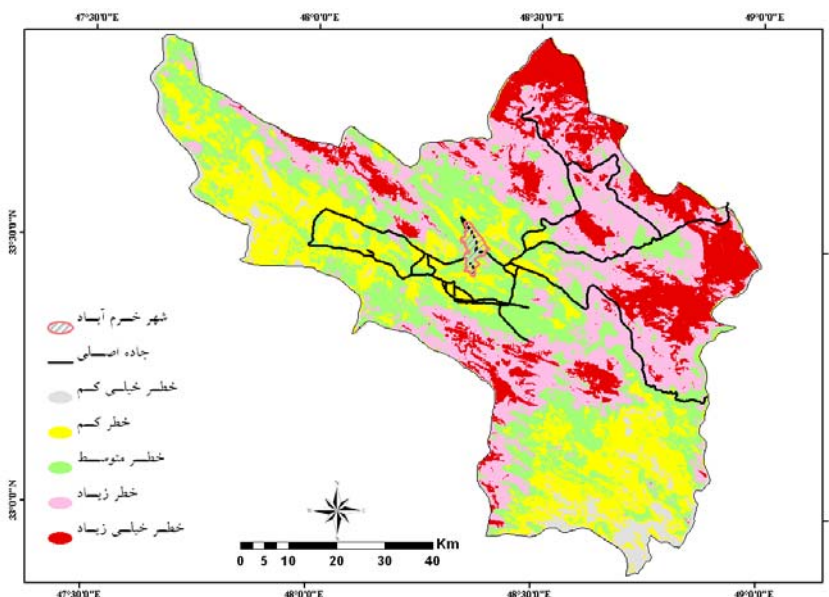 47°30'0"E 48°0'0"E 48°30'0"E 49°0'0"E
33°30'0"N
33°0'0"N
شهر خرم آباد
جاده اصلی
خطر خیلی کم
خطر کم
خطر متوسط
خطر زیاد
خطر خیلی زیاد
N
Km
0 5 10 20 30 40
47°30'0"E 48°0'0"E 48°30'0"E 49°0'0"E